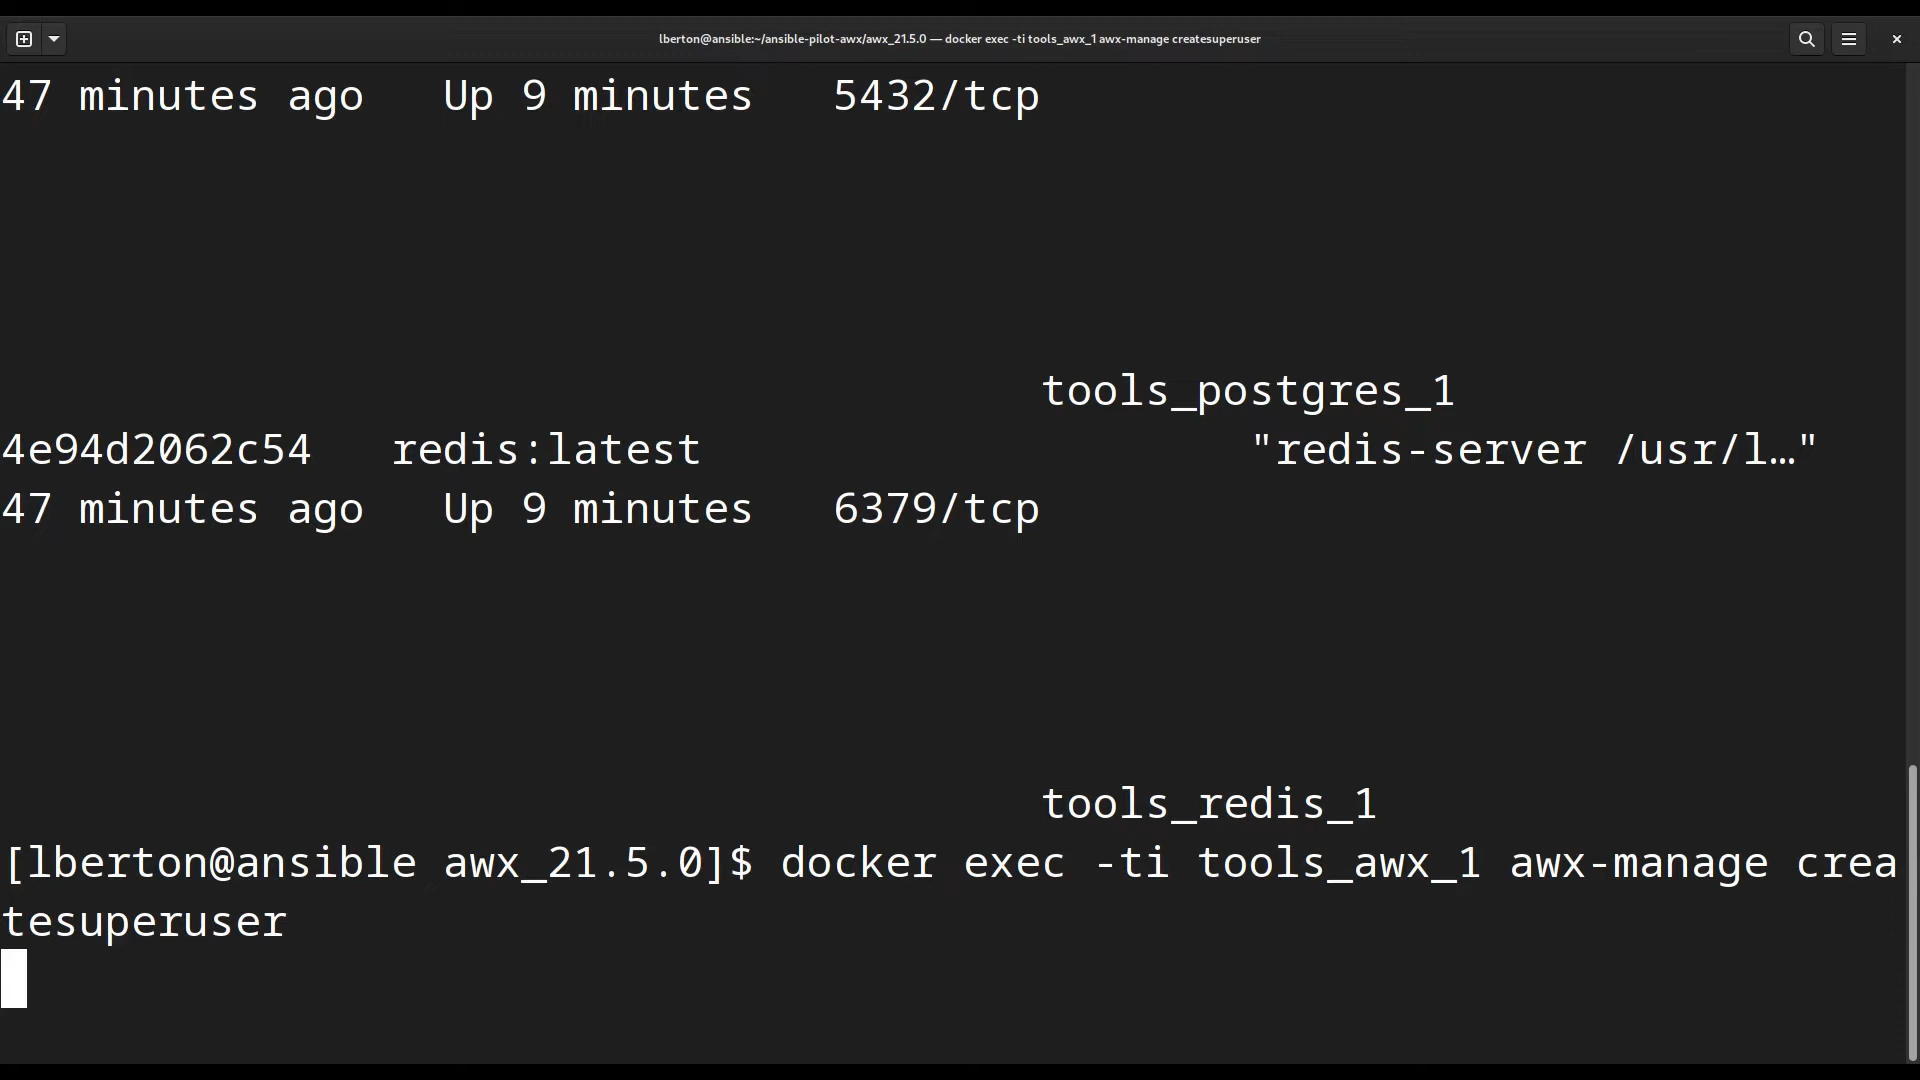 lberton@ansible:~/ansible-pilot-awx/awx_21.5.0 — docker exec -ti tools_awx_1 awx-manage createsuperuser
47 minutes ago   Up 9 minutes   5432/tcp
tools_postgres_1
4e94d2062c54   redis:latest   "redis-server /usr/l…"
47 minutes ago   Up 9 minutes   6379/tcp
tools_redis_1
[lberton@ansible awx_21.5.0]$ docker exec -ti tools_awx_1 awx-manage crea
tesuperuser